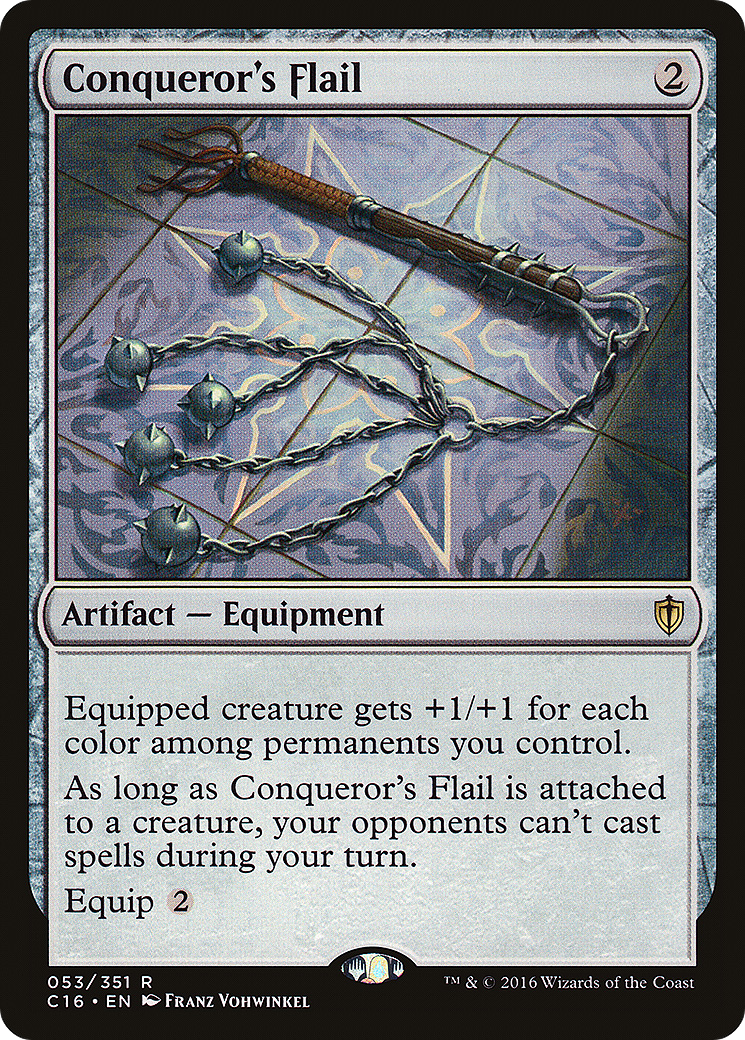 Conqueror's Flail 2
Artifact — Equipment
Equipped creature gets +1/+1 for each
color among permanents you control.
As long as Conqueror's Flail is attached
to a creature, your opponents can't cast
spells during your turn.
Equip 2
053/351 R
C16 • EN Franz Vohwinkel
™ & © 2016 Wizards of the Coast